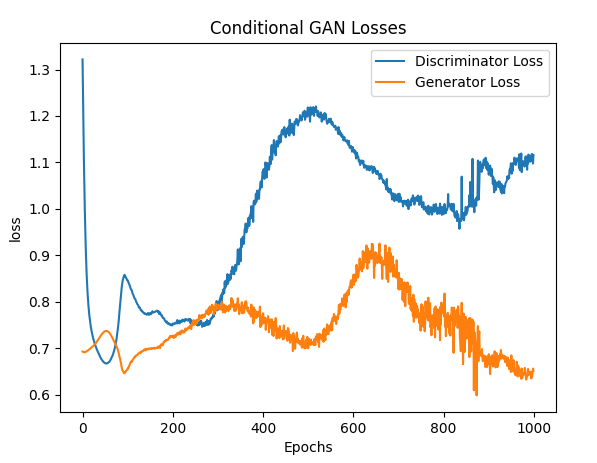 Conditional GAN Losses
Discriminator Loss
Generator Loss
1.3
1.2
1.1
1.0
0.9
0.8
0.7
0.6
loss
0 200 400 600 800 1000
Epochs